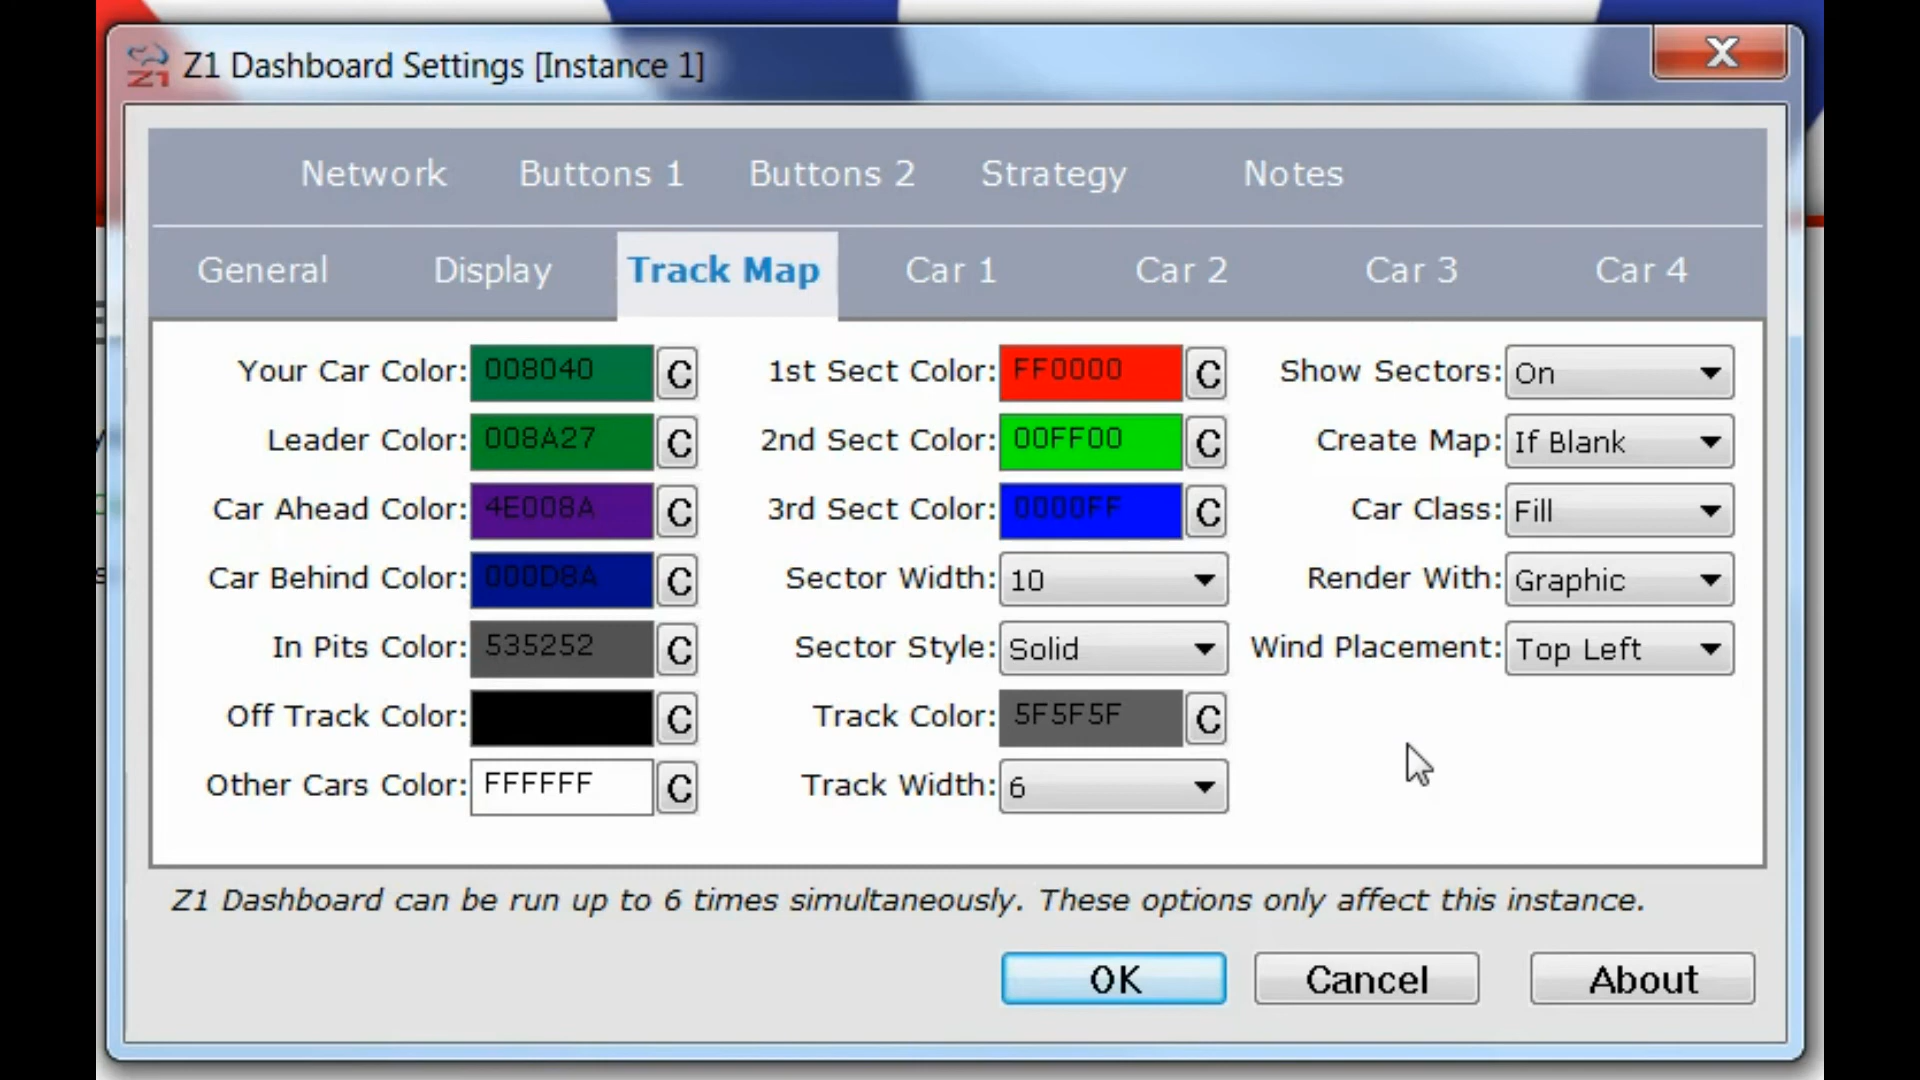 Z1 Dashboard Settings [Instance 1]
Z1
X
Network Buttons 1 Buttons 2 Strategy Notes
General Display Track Map Car 1 Car 2 Car 3 Car 4
Your Car Color: 008040 C 1st Sect Color: FF0000 C Show Sectors: On
Leader Color: 008A27 C 2nd Sect Color: 00FF00 C Create Map: If Blank
Car Ahead Color: 4E008A C 3rd Sect Color: 0000FF C Car Class: Fill
Car Behind Color: 000D8A C Sector Width: 10 Render With: Graphic
In Pits Color: 535252 C Sector Style: Solid Wind Placement: Top Left
Off Track Color: C Track Color: 5F5F5F C
Other Cars Color: FFFFFF C Track Width: 6
Z1 Dashboard can be run up to 6 times simultaneously. These options only affect this instance.
OK Cancel About